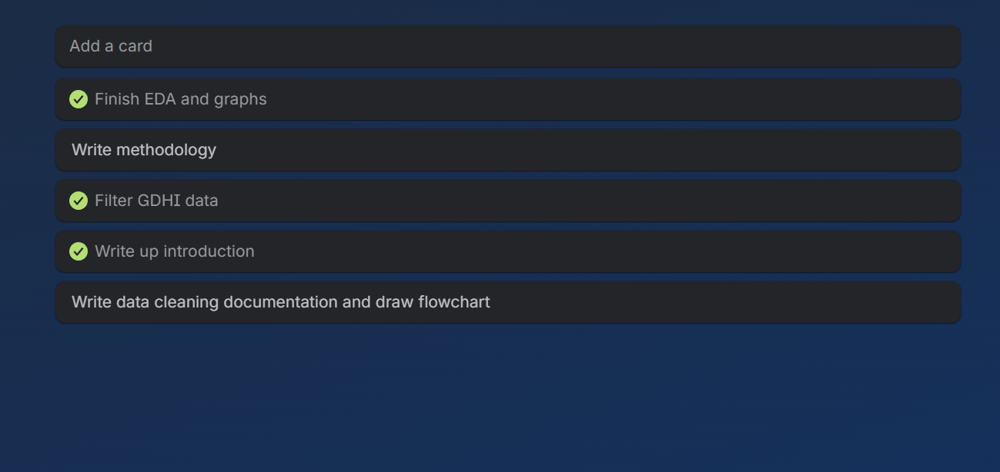 Add a card
Finish EDA and graphs
Write methodology
Filter GDHI data
Write up introduction
Write data cleaning documentation and draw flowchart